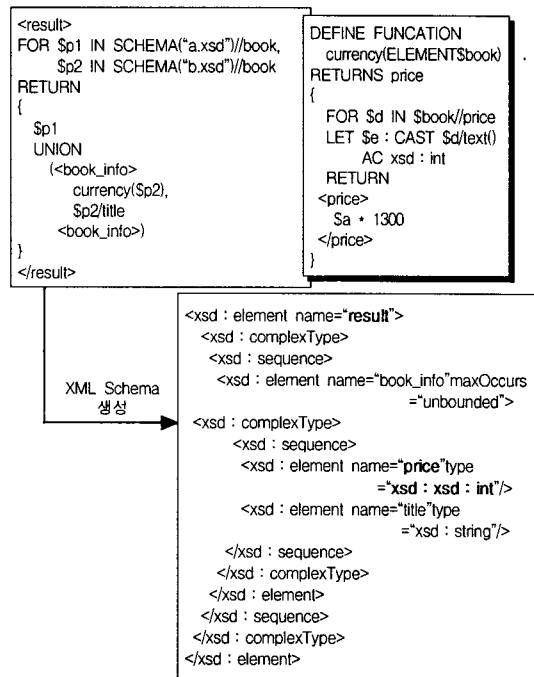 <result>
FOR $p1 IN SCHEMA("a.xsd")//book,
$p2 IN SCHEMA("b.xsd")//book
RETURN
{
$p1
UNION
(<book_info>
currency($p2),
$p2/title
<book_info>)
}
</result>
DEFINE FUNCATION
currency(ELEMENT$book)
RETURNS price
{
FOR $d IN $book//price
LET $e : CAST $d/text()
AC xsd : int
RETURN
<price>
$a * 1300
</price>
}
XML Schema
생성
<xsd : element name="result">
<xsd : complexType>
<xsd : sequence>
<xsd : element name="book_info"maxOccurs
="unbounded">
<xsd : complexType>
<xsd : sequence>
<xsd : element name="price"type
="xsd : xsd : int"/>
<xsd : element name="title"type
="xsd : string"/>
</xsd : sequence>
</xsd : complexType>
</xsd : element>
</xsd : sequence>
</xsd : complexType>
</xsd : element>